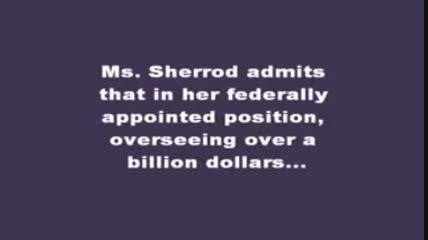 Ms. Sherrod admits
that in her federally
appointed position,
overseeing over a
billion dollars...